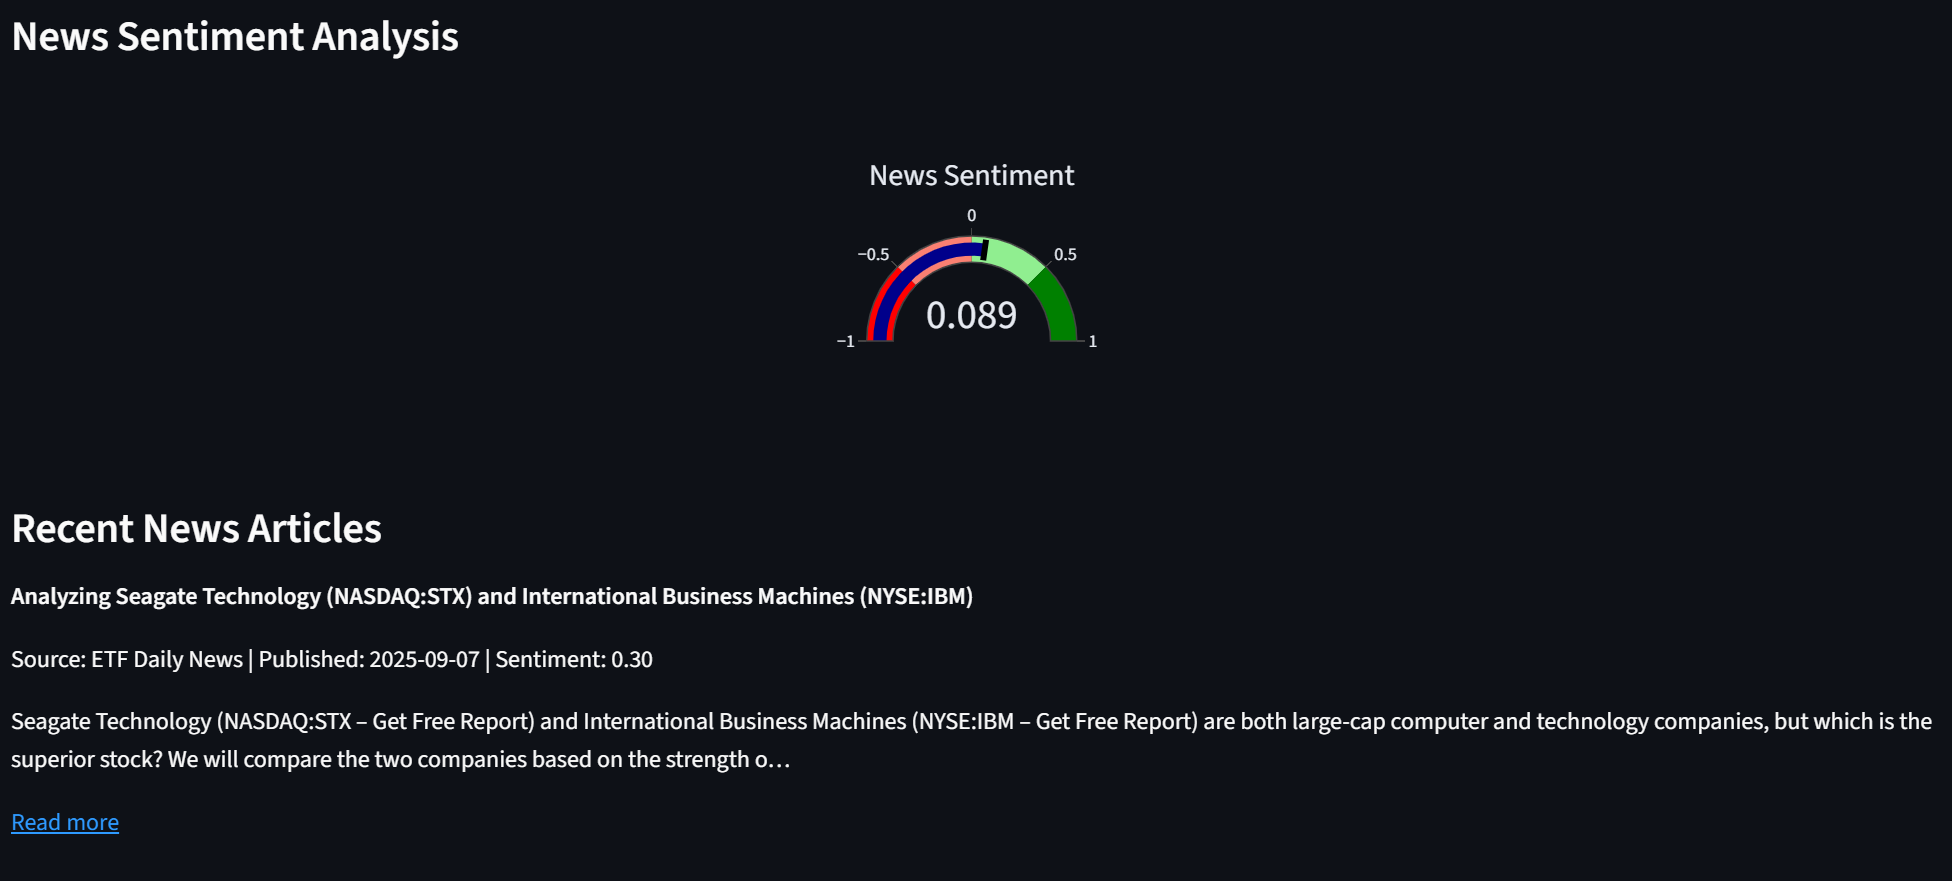 News Sentiment Analysis
News Sentiment
0
−0.5
0.5
0.089
−1
1
Recent News Articles
Analyzing Seagate Technology (NASDAQ:STX) and International Business Machines (NYSE:IBM)
Source: ETF Daily News | Published: 2025-09-07 | Sentiment: 0.30
Seagate Technology (NASDAQ:STX – Get Free Report) and International Business Machines (NYSE:IBM – Get Free Report) are both large-cap computer and technology companies, but which is the
superior stock? We will compare the two companies based on the strength o…
Read more